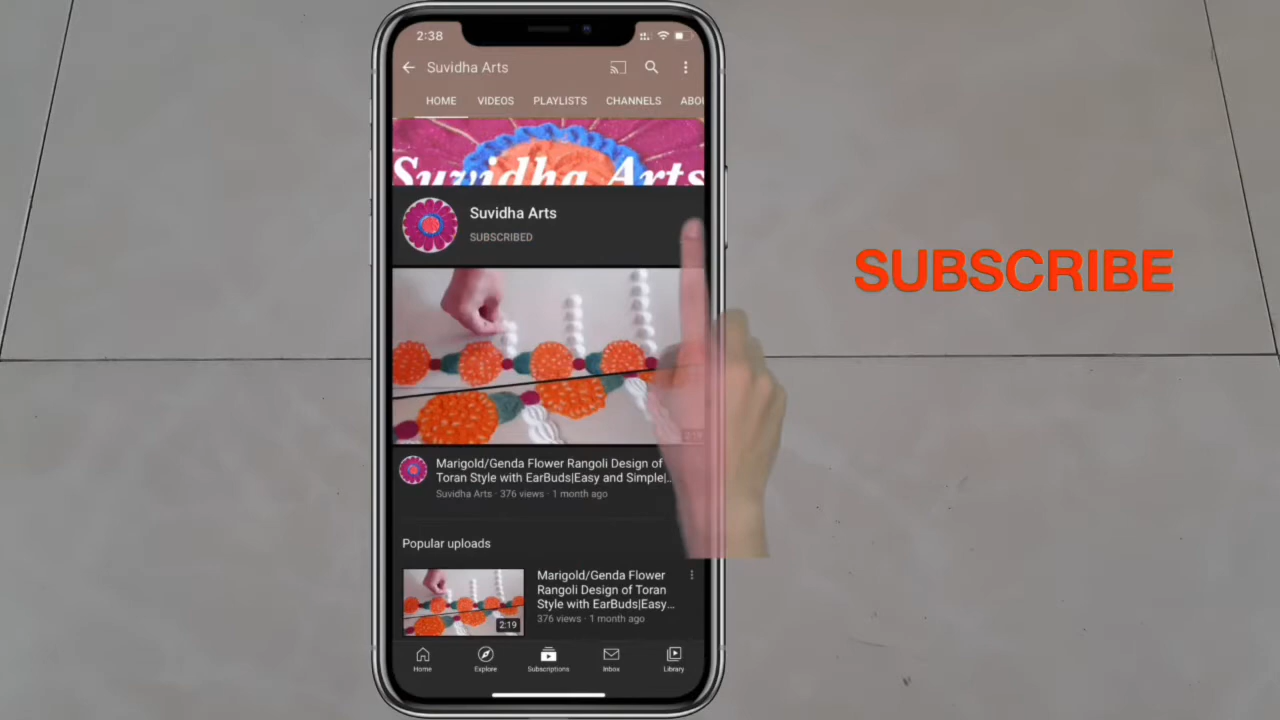 2:38
Suvidha Arts
HOME VIDEOS PLAYLISTS CHANNELS ABOU
Suvidha Arts
Suvidha Arts
SUBSCRIBED
SUBSCRIBE
2:19
Marigold/Genda Flower Rangoli Design of
Toran Style with EarBuds|Easy and Simple|..
Suvidha Arts · 376 views · 1 month ago
Popular uploads
Marigold/Genda Flower
Rangoli Design of Toran
Style with EarBuds|Easy...
376 views · 1 month ago
2:19
Home Explore Subscriptions Inbox Library